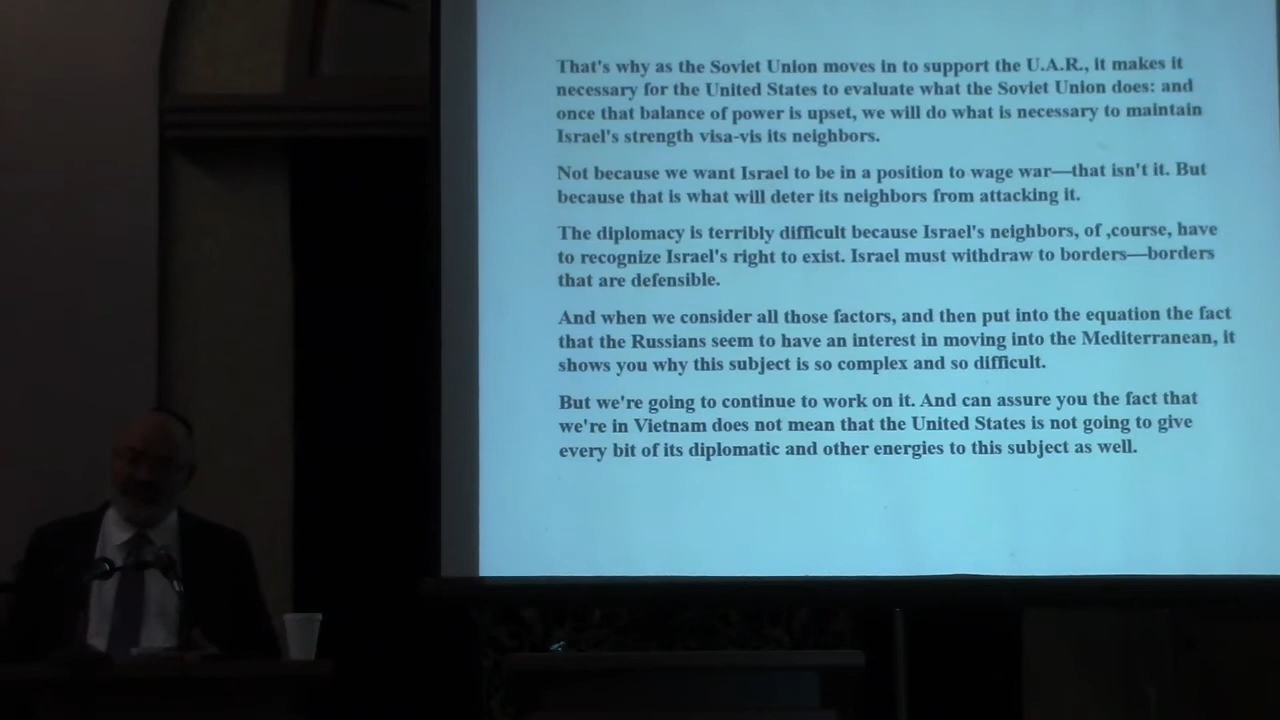 That's why as the Soviet Union moves in to support the U.A.R., it makes it
necessary for the United States to evaluate what the Soviet Union does: and
once that balance of power is upset, we will do what is necessary to maintain
Israel's strength visa-vis its neighbors.
Not because we want Israel to be in a position to wage war—that isn't it. But
because that is what will deter its neighbors from attacking it.
The diplomacy is terribly difficult because Israel's neighbors, of ,course, have
to recognize Israel's right to exist. Israel must withdraw to borders—borders
that are defensible.
And when we consider all those factors, and then put into the equation the fact
that the Russians seem to have an interest in moving into the Mediterranean, it
shows you why this subject is so complex and so difficult.
But we're going to continue to work on it. And can assure you the fact that
we're in Vietnam does not mean that the United States is not going to give
every bit of its diplomatic and other energies to this subject as well.